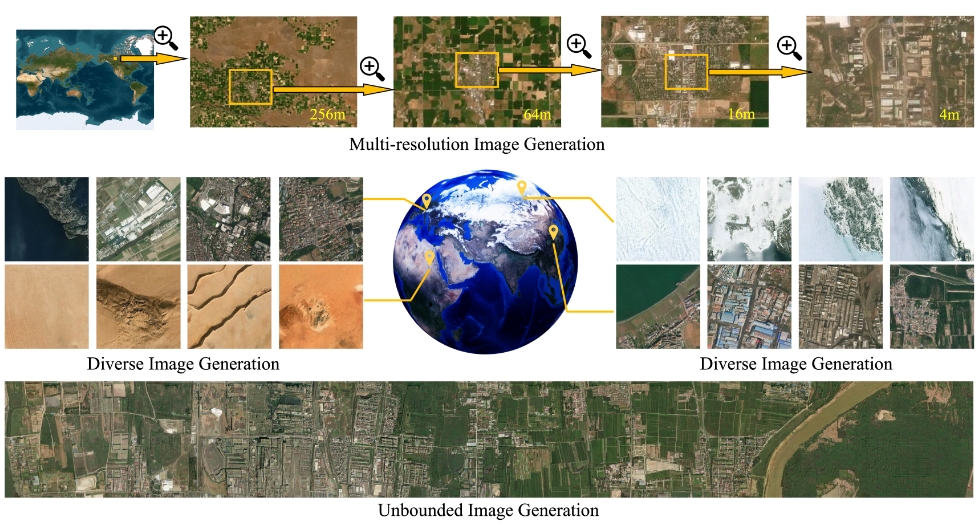 256m
64m
16m
4m
Multi-resolution Image Generation
Diverse Image Generation
Diverse Image Generation
Unbounded Image Generation